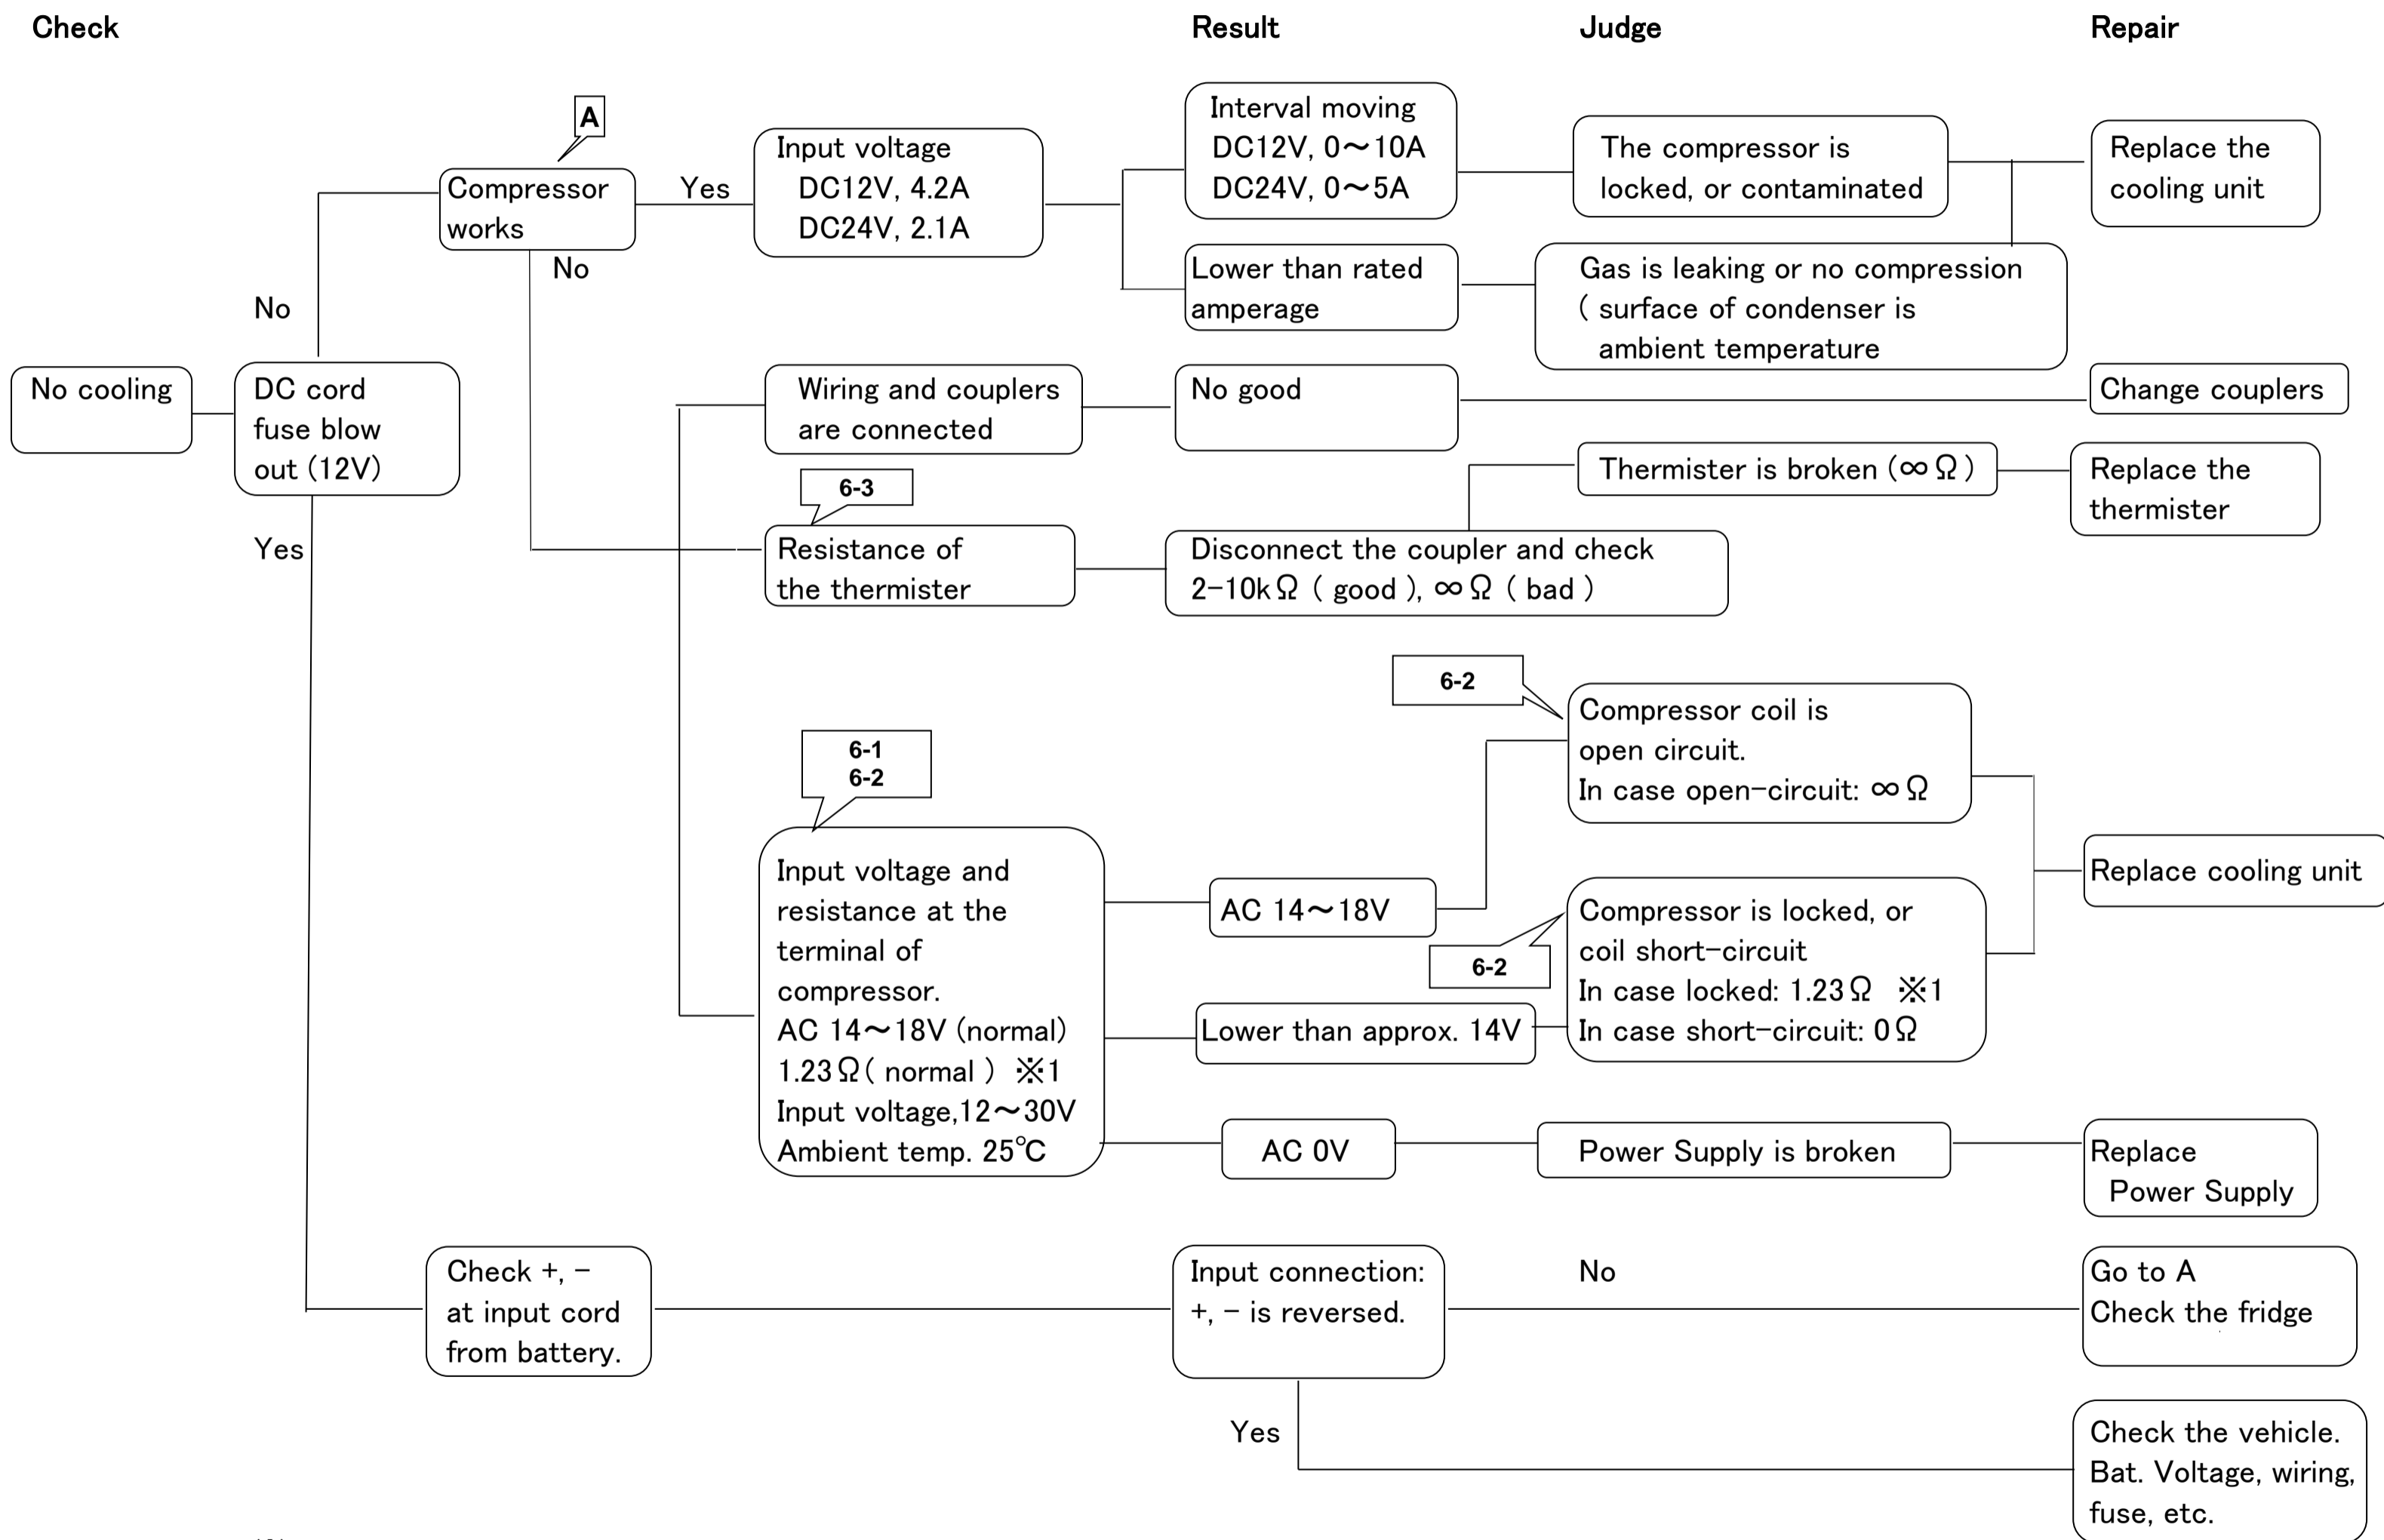 Check
Result
Judge
Repair
A
Compressor
works
Yes
No
Input voltage
DC12V, 4.2A
DC24V, 2.1A
Interval moving
DC12V, 0～10A
DC24V, 0～5A
The compressor is
locked, or contaminated
Replace the
cooling unit
Lower than rated
amperage
Gas is leaking or no compression
( surface of condenser is
ambient temperature
No
No cooling
DC cord
fuse blow
out (12V)
Yes
Wiring and couplers
are connected
No good
Change couplers
6-3
Resistance of
the thermister
Disconnect the coupler and check
2-10kΩ ( good ), ∞Ω ( bad )
Thermister is broken (∞Ω)
Replace the
thermister
6-1
6-2
Input voltage and
resistance at the
terminal of
compressor.
AC 14～18V (normal)
1.23Ω( normal ) ※1
Input voltage,12～30V
Ambient temp. 25℃
AC 14～18V
6-2
Compressor coil is
open circuit.
In case open-circuit: ∞Ω
Lower than approx. 14V
6-2
Compressor is locked, or
coil short-circuit
In case locked: 1.23Ω ※1
In case short-circuit: 0Ω
Replace cooling unit
AC 0V
Power Supply is broken
Replace
Power Supply
Check +, -
at input cord
from battery.
Input connection:
+, - is reversed.
No
Go to A
Check the fridge
Yes
Check the vehicle.
Bat. Voltage, wiring,
fuse, etc.